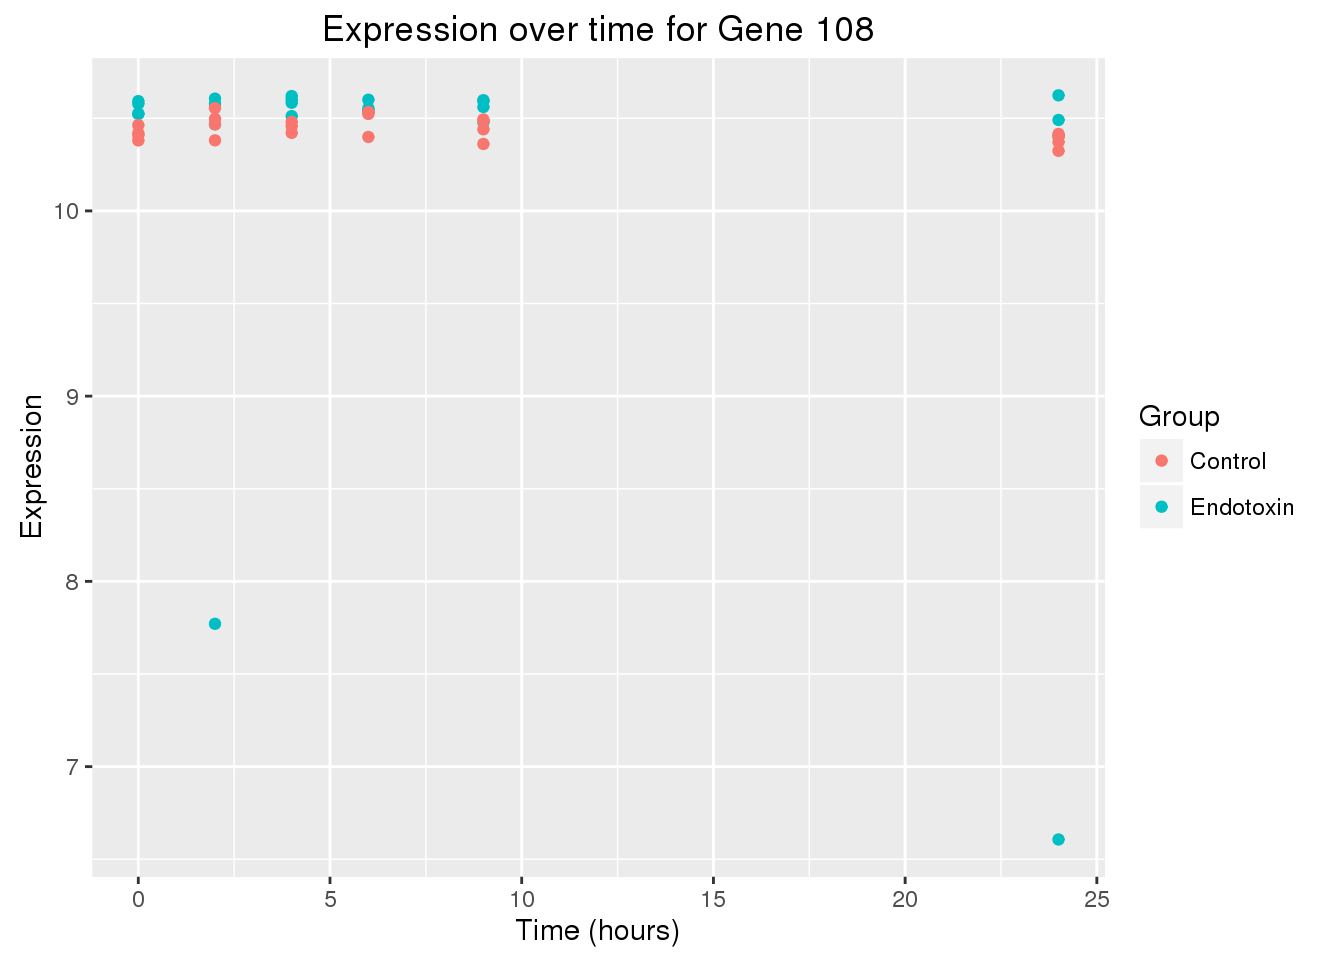 Expression over time for Gene 108
10
9
8
7
Expression
0 5 10 15 20 25
Time (hours)
Group
Control
Endotoxin